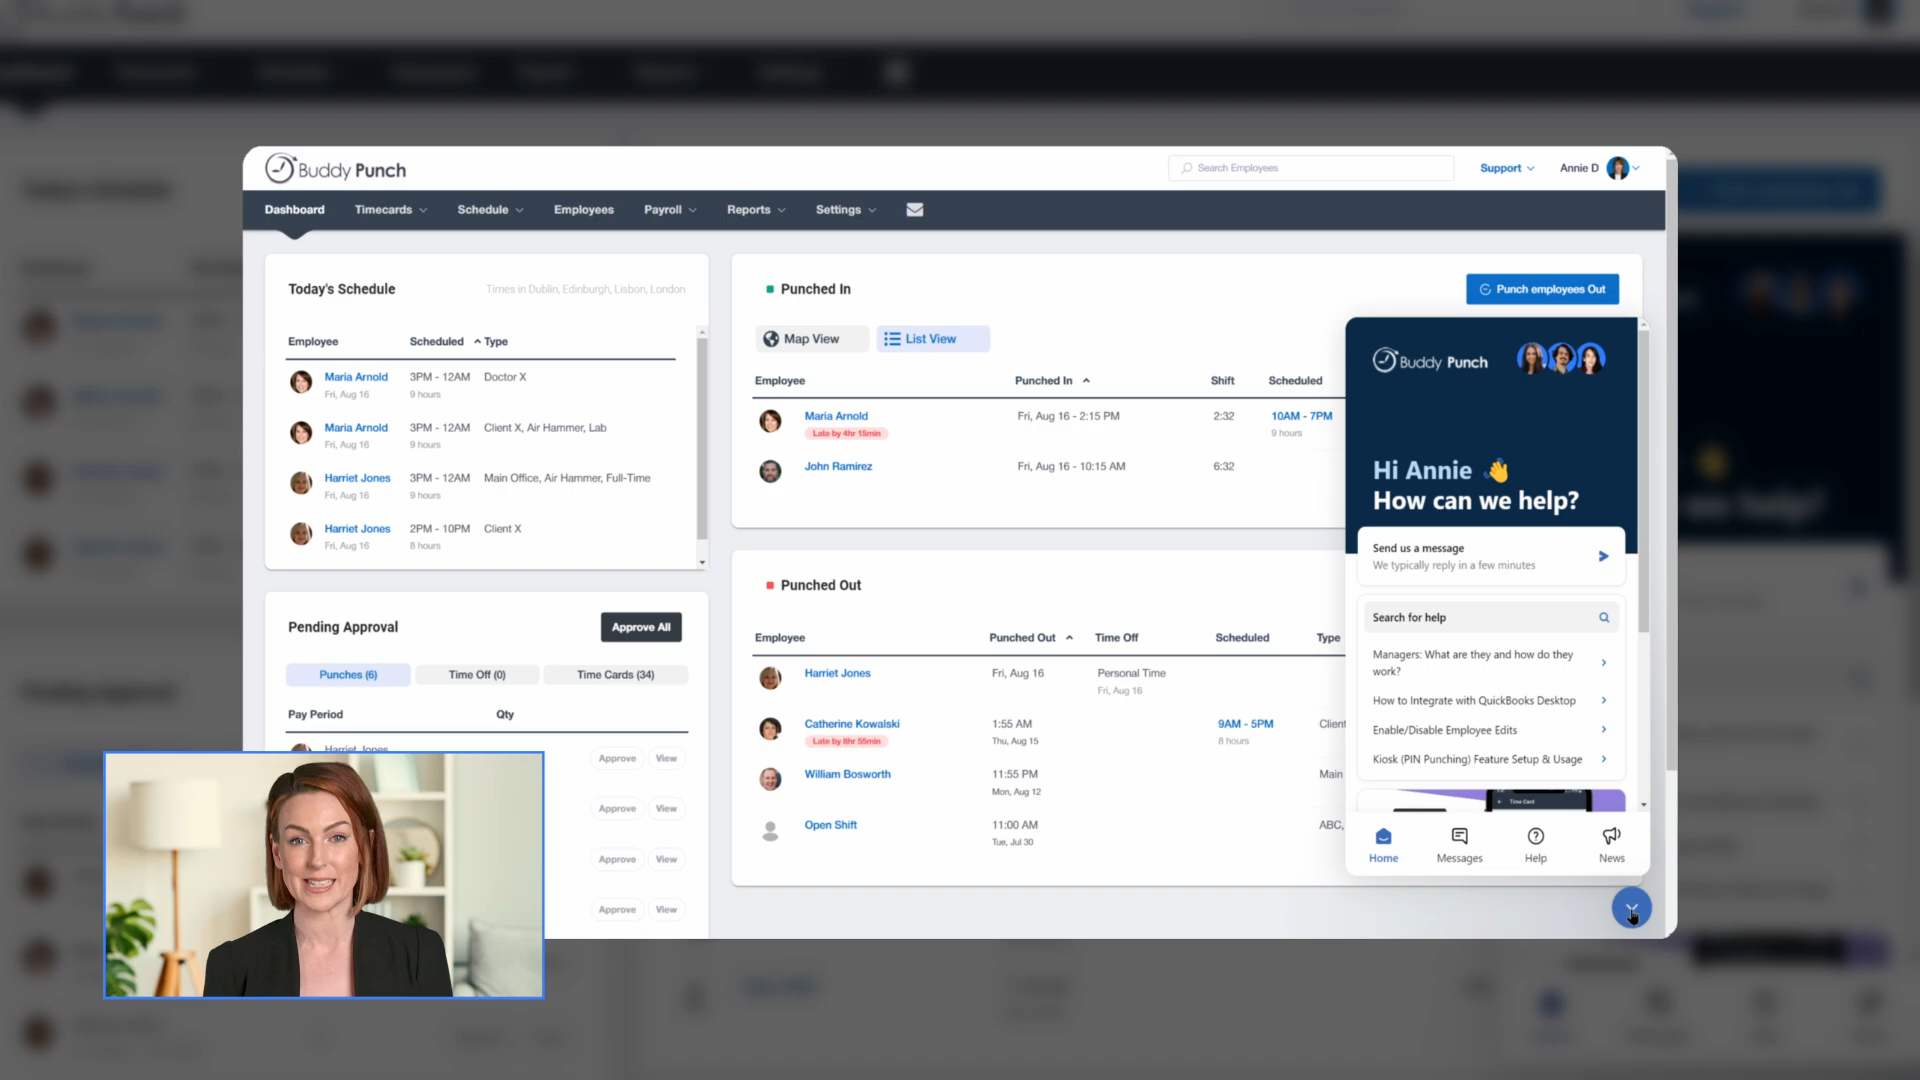 Buddy Punch
Search Employees
Support
Annie D
Dashboard
Timecards
Schedule
Employees
Payroll
Reports
Settings
Today's Schedule
Times in Dublin, Edinburgh, Lisbon, London
Employee Scheduled Type
Maria Arnold 3PM - 12AM Doctor X
Fri, Aug 16 9 hours
Maria Arnold 3PM - 12AM Client X, Air Hammer, Lab
Fri, Aug 16 9 hours
Harriet Jones 3PM - 12AM Main Office, Air Hammer, Full-Time
Fri, Aug 16 9 hours
Harriet Jones 2PM - 10PM Client X
Fri, Aug 16 8 hours
Pending Approval
Approve All
Punches (6)
Time Off (0)
Time Cards (34)
Pay Period Qty
Harriet Jones
Approve View
Approve View
Approve View
Approve View
Punched In
Punch employees Out
Map View
List View
Employee Punched In Shift Scheduled
Maria Arnold Fri, Aug 16 - 2:15 PM 2:32 10AM - 7PM
Late by 4hr 15min 9 hours
John Ramirez Fri, Aug 16 - 10:15 AM 6:32
Punched Out
Employee Punched Out Time Off Scheduled Type
Harriet Jones Fri, Aug 16 Personal Time
Fri, Aug 16
Catherine Kowalski 1:55 AM 9AM - 5PM Client
Late by 8hr 55min Thu, Aug 15 8 hours
William Bosworth 11:55 PM Main
Mon, Aug 12
Open Shift 11:00 AM ABC,
Tue, Jul 30
Buddy Punch
Hi Annie 👋
How can we help?
Send us a message
We typically reply in a few minutes
Search for help
Managers: What are they and how do they
work?
How to Integrate with QuickBooks Desktop
Enable/Disable Employee Edits
Kiosk (PIN Punching) Feature Setup & Usage
Time Card
Home
Messages
Help
News